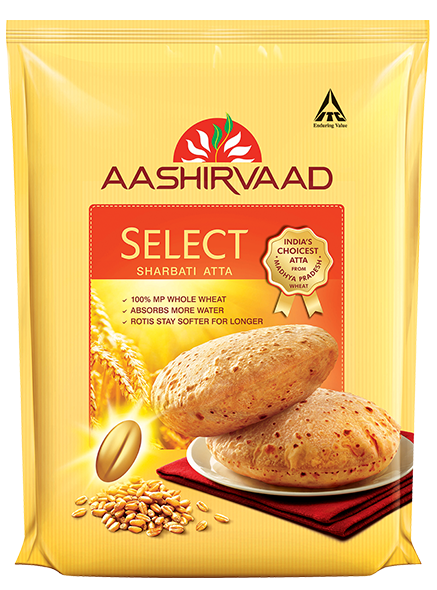 ITC
Enduring Value
AASHIRVAAD
SELECT
SHARBATI ATTA
INDIA'S
CHOICEST
ATTA
FROM
MADHYA PRADESH
WHEAT
✓ 100% MP WHOLE WHEAT
✓ ABSORBS MORE WATER
✓ ROTIS STAY SOFTER FOR LONGER